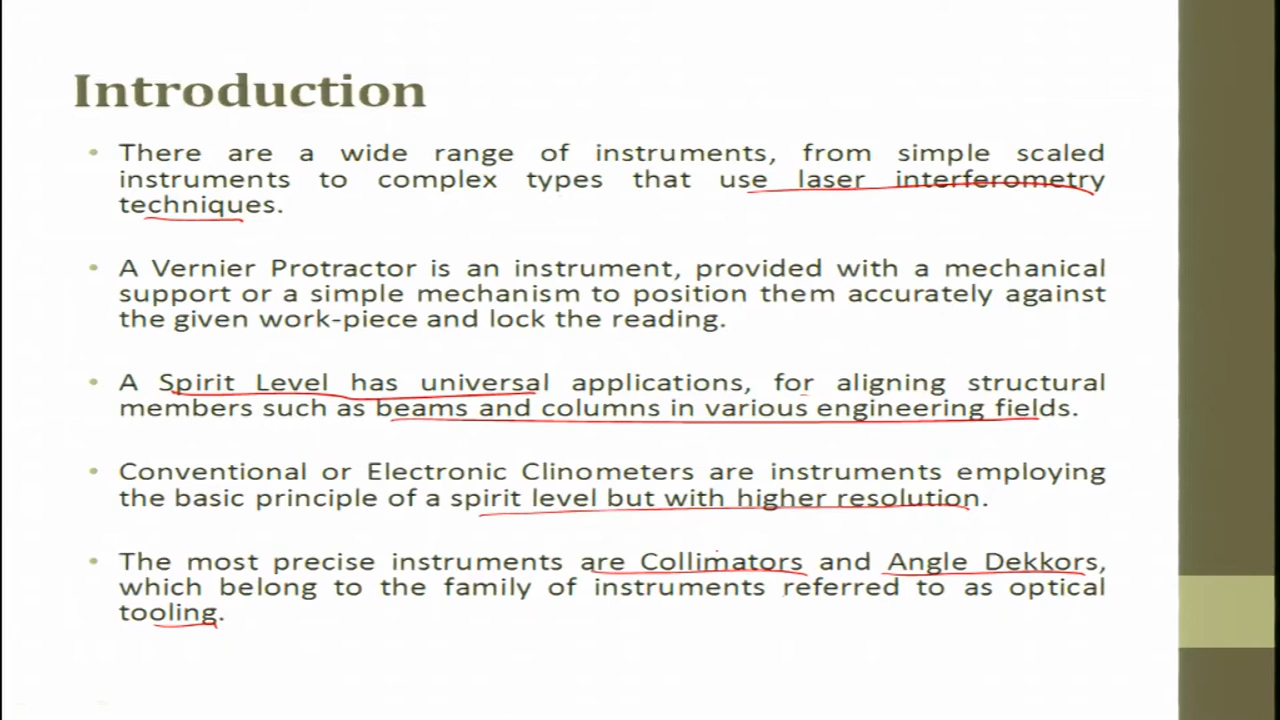 Introduction
• There are a wide range of instruments, from simple scaled
instruments to complex types that use laser interferometry
techniques.
• A Vernier Protractor is an instrument, provided with a mechanical
support or a simple mechanism to position them accurately against
the given work-piece and lock the reading.
• A Spirit Level has universal applications, for aligning structural
members such as beams and columns in various engineering fields.
• Conventional or Electronic Clinometers are instruments employing
the basic principle of a spirit level but with higher resolution.
• The most precise instruments are Collimators and Angle Dekkors,
which belong to the family of instruments referred to as optical
tooling.